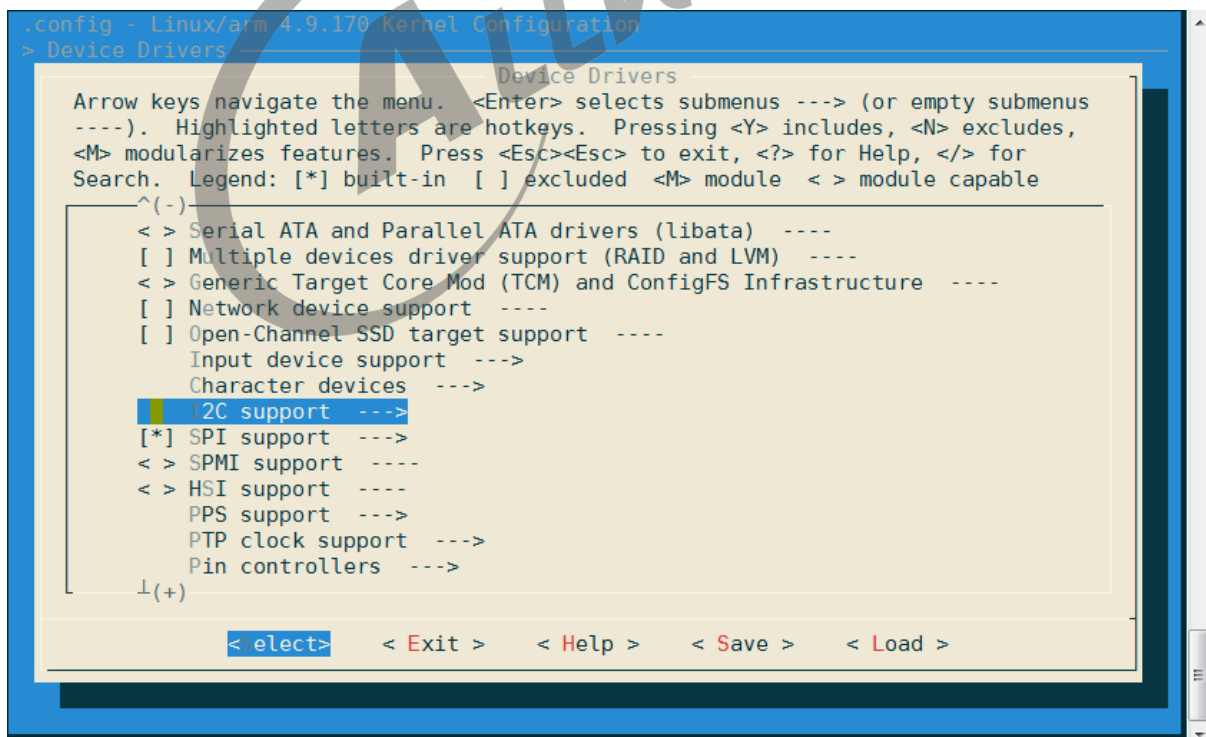 .config - Linux/arm 4.9.170 Kernel Configuration
> Device Drivers
Device Drivers
Arrow keys navigate the menu.  <Enter> selects submenus ---> (or empty submenus
----).  Highlighted letters are hotkeys.  Pressing <Y> includes, <N> excludes,
<M> modularizes features.  Press <Esc><Esc> to exit, <?> for Help, </> for
Search.  Legend: [*] built-in  [ ] excluded  <M> module  < > module capable
^(-)
< > Serial ATA and Parallel ATA drivers (libata)  ----
[ ] Multiple devices driver support (RAID and LVM)  ----
< > Generic Target Core Mod (TCM) and ConfigFS Infrastructure  ----
[ ] Network device support  ----
[ ] Open-Channel SSD target support  ----
Input device support  --->
Character devices  --->
I2C support  --->
[*] SPI support  --->
< > SPMI support  ----
< > HSI support  ----
PPS support  --->
PTP clock support  --->
Pin controllers  --->
┴(+)
<Select>    < Exit >    < Help >    < Save >    < Load >